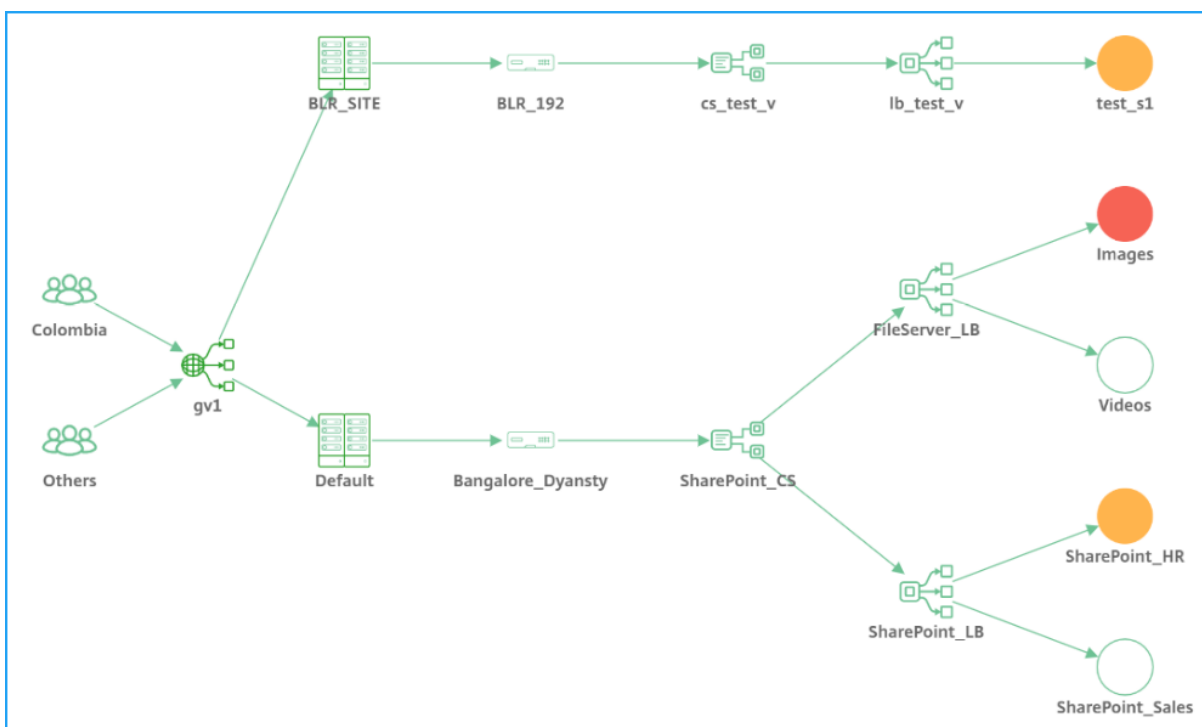 BLR_SITE
BLR_192
cs_test_v
lb_test_v
test_s1
Images
Colombia
FileServer_LB
gv1
Videos
Others
Default
Bangalore_Dyansty
SharePoint_CS
SharePoint_HR
SharePoint_LB
SharePoint_Sales